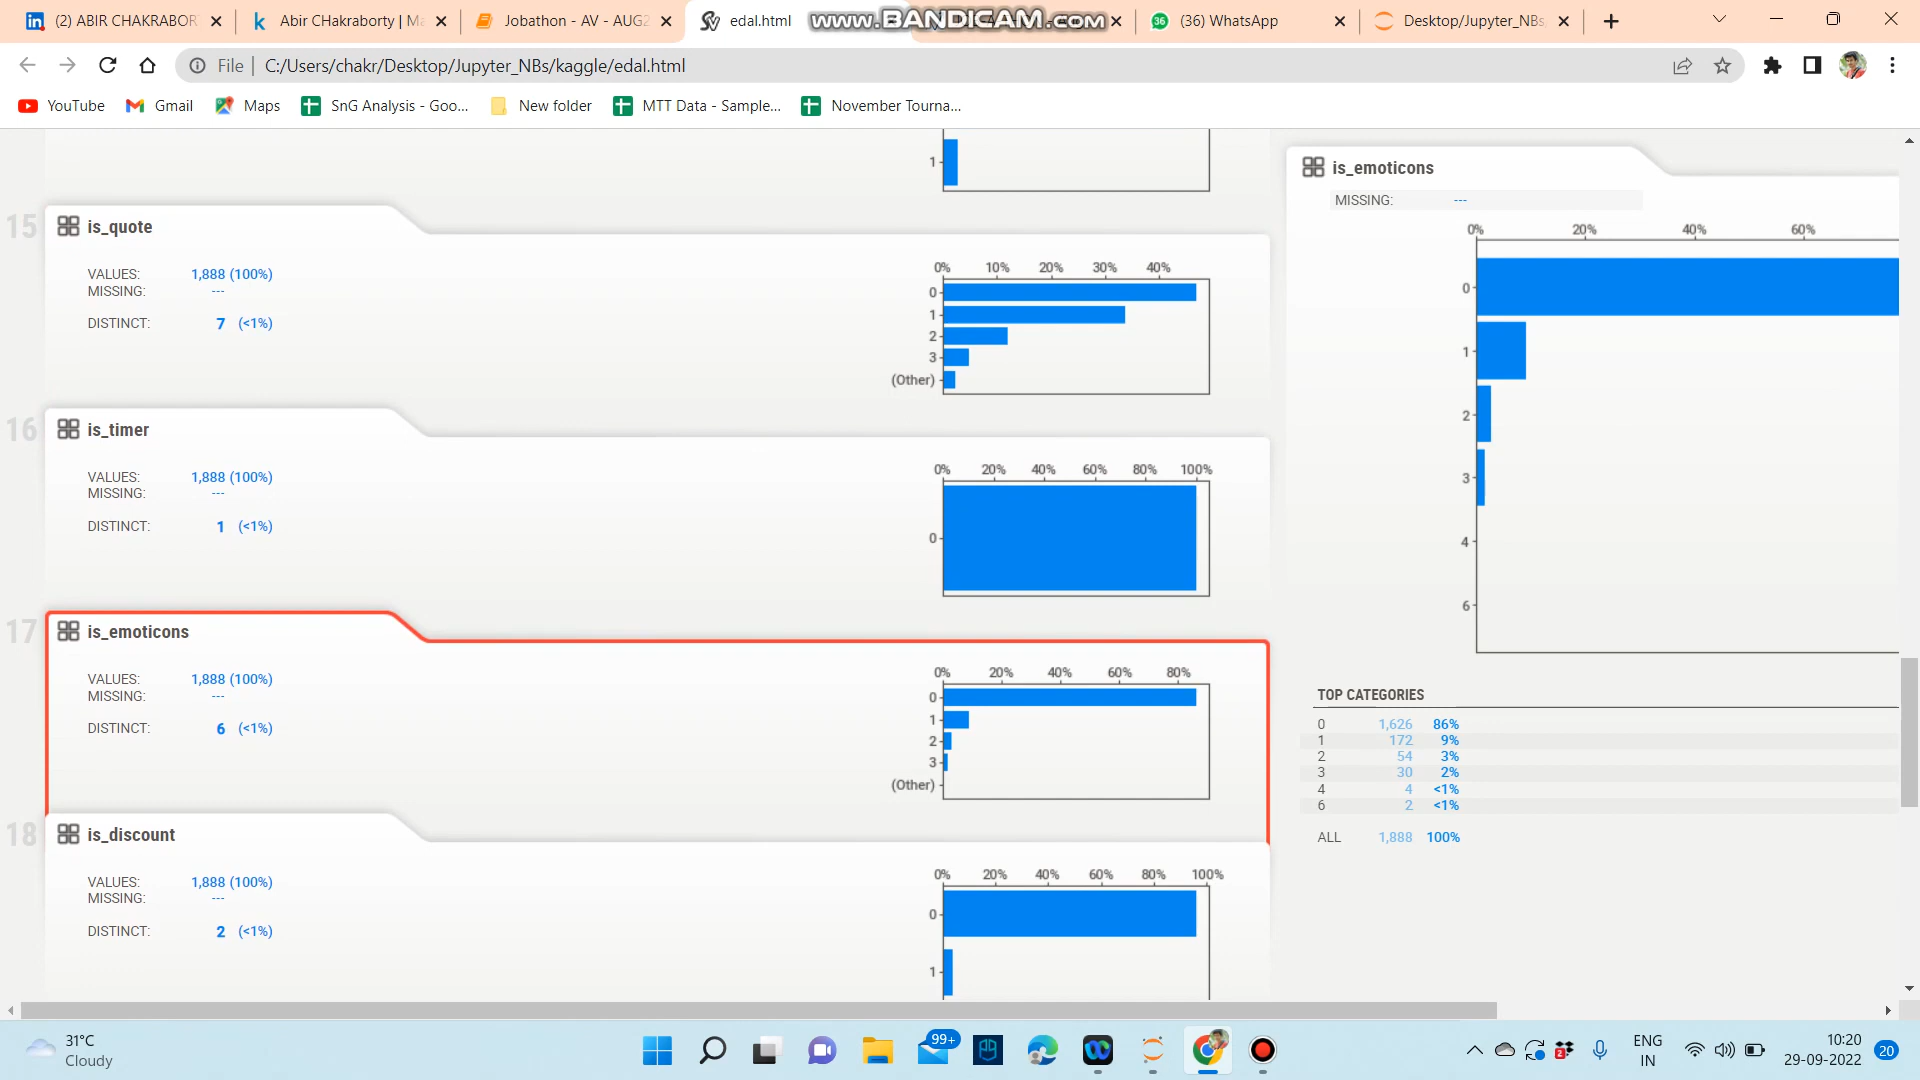 (2) ABIR CHAKRABOR
Abir CHakraborty | Ma
Jobathon - AV - AUG2
edal.html
www.BANDICAM.com
(36) WhatsApp
Desktop/Jupyter_NBs
File
C:/Users/chakr/Desktop/Jupyter_NBs/kaggle/edal.html
YouTube
Gmail
Maps
SnG Analysis - Goo...
New folder
MTT Data - Sample...
November Tourna...
1
15
is_quote
VALUES: 1,888 (100%)
MISSING: ---
DISTINCT: 7 (<1%)
0% 10% 20% 30% 40%
0
1
2
3
(Other)
16
is_timer
VALUES: 1,888 (100%)
MISSING: ---
DISTINCT: 1 (<1%)
0% 20% 40% 60% 80% 100%
0
17
is_emoticons
VALUES: 1,888 (100%)
MISSING: ---
DISTINCT: 6 (<1%)
0% 20% 40% 60% 80%
0
1
2
3
(Other)
18
is_discount
VALUES: 1,888 (100%)
MISSING: ---
DISTINCT: 2 (<1%)
0% 20% 40% 60% 80% 100%
0
1
is_emoticons
MISSING: ---
0% 20% 40% 60%
0
1
2
3
4
6
TOP CATEGORIES
0 1,626 86%
1 172 9%
2 54 3%
3 30 2%
4 4 <1%
6 2 <1%
ALL 1,888 100%
31°C
Cloudy
99+
2
ENG
IN
10:20
29-09-2022
20